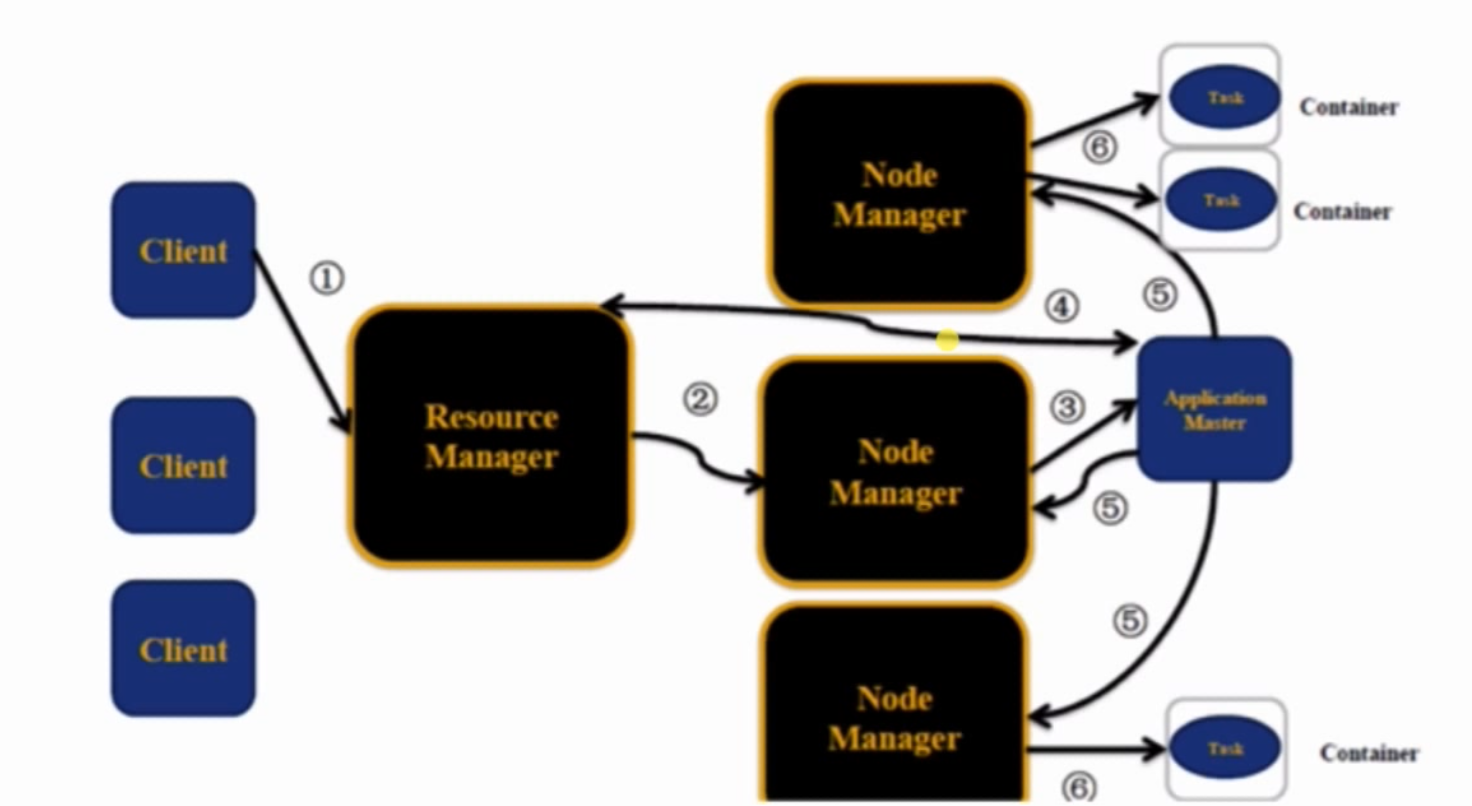 Task
Container
⑥
Node
Manager
Task
Container
Client
①
⑤
④
Resource
Manager
②
③
Application
Master
Node
Manager
Client
⑤
⑤
Client
Node
Manager
Task
Container
⑥